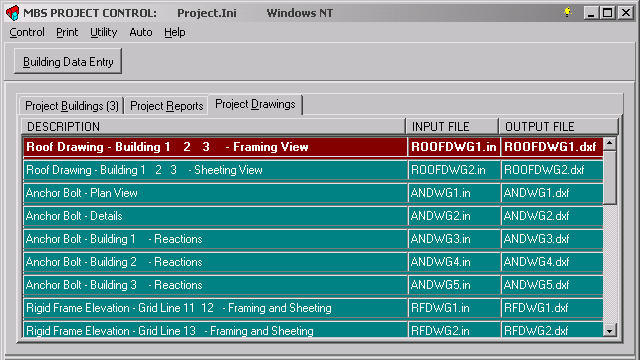 MBS PROJECT CONTROL: Project.Ini Windows NT
Control Print Utility Auto Help
Building Data Entry
Project Buildings (3) Project Reports Project Drawings
DESCRIPTION INPUT FILE OUTPUT FILE
Roof Drawing - Building 1 2 3 - Framing View ROOFDWG1.in ROOFDWG1.dxf
Roof Drawing - Building 1 2 3 - Sheeting View ROOFDWG2.in ROOFDWG2.dxf
Anchor Bolt - Plan View ANDWG1.in ANDWG1.dxf
Anchor Bolt - Details ANDWG2.in ANDWG2.dxf
Anchor Bolt - Building 1 - Reactions ANDWG3.in ANDWG3.dxf
Anchor Bolt - Building 2 - Reactions ANDWG4.in ANDWG4.dxf
Anchor Bolt - Building 3 - Reactions ANDWG5.in ANDWG5.dxf
Rigid Frame Elevation - Grid Line 11 12 - Framing and Sheeting RFDWG1.in RFDWG1.dxf
Rigid Frame Elevation - Grid Line 13 - Framing and Sheeting RFDWG2.in RFDWG2.dxf